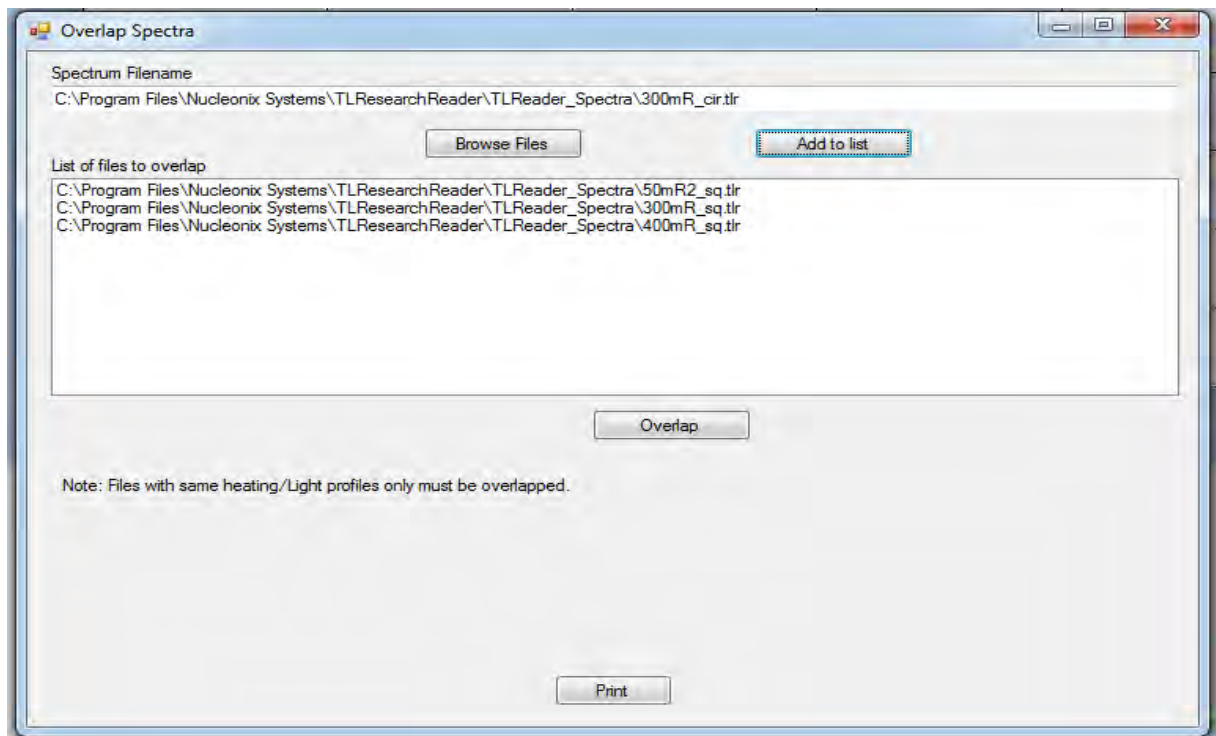 Overlap Spectra
Spectrum Filename
C:\Program Files\Nucleonix Systems\TLResearchReader\TLReader_Spectra\300mR_cir.tlr
Browse Files
Add to list
List of files to overlap
C:\Program Files\Nucleonix Systems\TLResearchReader\TLReader_Spectra\50mR2_sq.tlr
C:\Program Files\Nucleonix Systems\TLResearchReader\TLReader_Spectra\300mR_sq.tlr
C:\Program Files\Nucleonix Systems\TLResearchReader\TLReader_Spectra\400mR_sq.tlr
Overlap
Note: Files with same heating/Light profiles only must be overlapped.
Print